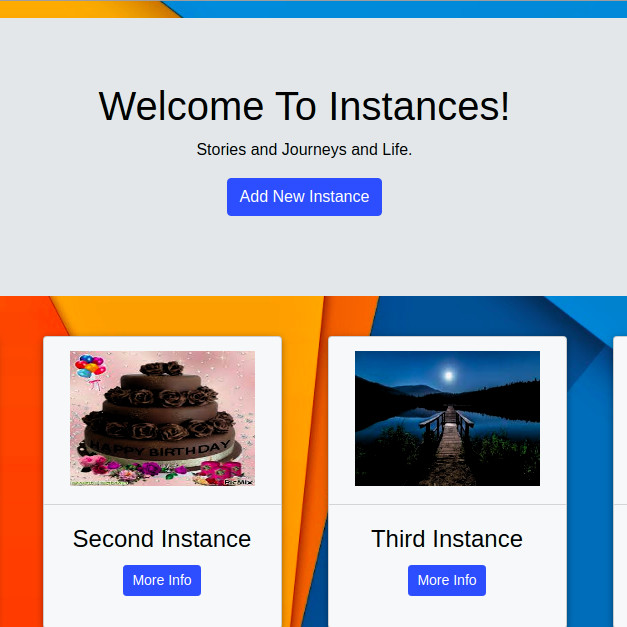 Welcome To Instances!
Stories and Journeys and Life.
Add New Instance
HAPPY BIRTHDAY
PicMix
Second Instance
Third Instance
More Info
More Info